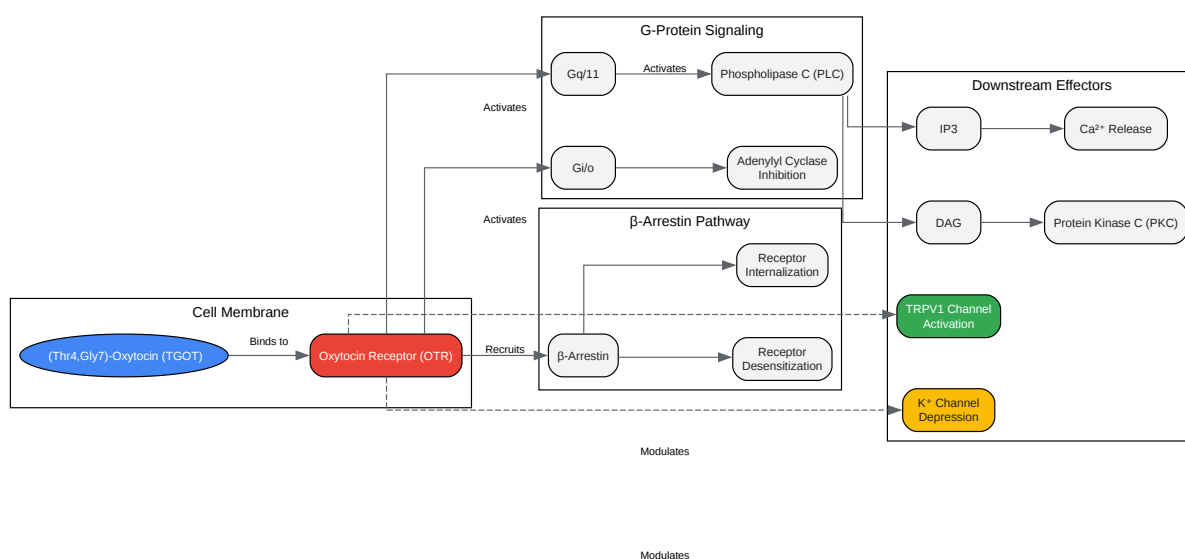 G-Protein Signaling
Gq/11
Activates
Phospholipase C (PLC)
Activates
Gi/o
Adenylyl Cyclase
Inhibition
Activates
Downstream Effectors
IP3
Ca²⁺ Release
DAG
Protein Kinase C (PKC)
TRPV1 Channel
Activation
K⁺ Channel
Depression
β-Arrestin Pathway
Receptor
Internalization
β-Arrestin
Receptor
Desensitization
Cell Membrane
(Thr4,Gly7)-Oxytocin (TGOT)
Binds to
Oxytocin Receptor (OTR)
Recruits
Modulates
Modulates